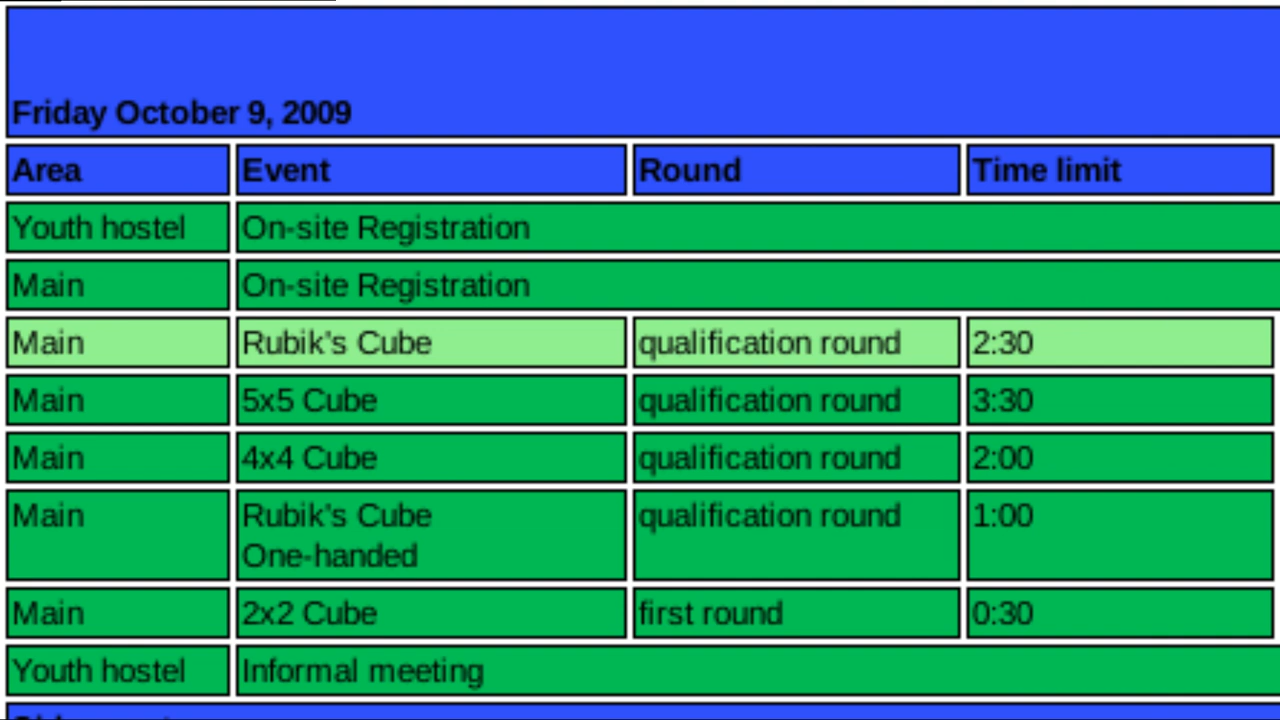 Friday October 9, 2009
Area Event Round Time limit
Youth hostel On-site Registration
Main On-site Registration
Main Rubik's Cube qualification round 2:30
Main 5x5 Cube qualification round 3:30
Main 4x4 Cube qualification round 2:00
Main Rubik's Cube qualification round 1:00
One-handed
Main 2x2 Cube first round 0:30
Youth hostel Informal meeting